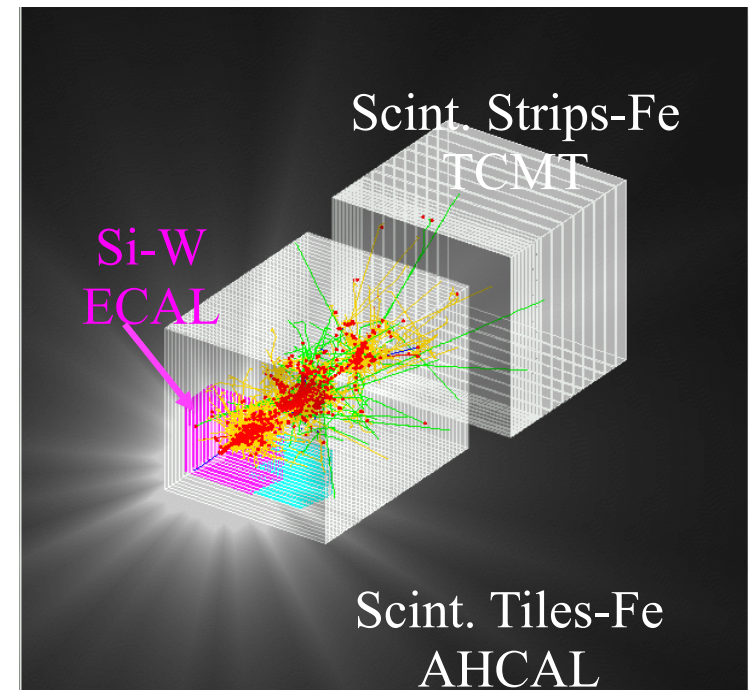 Scint. Strips-Fe
TCMT
Si-W
ECAL
Scint. Tiles-Fe
AHCAL